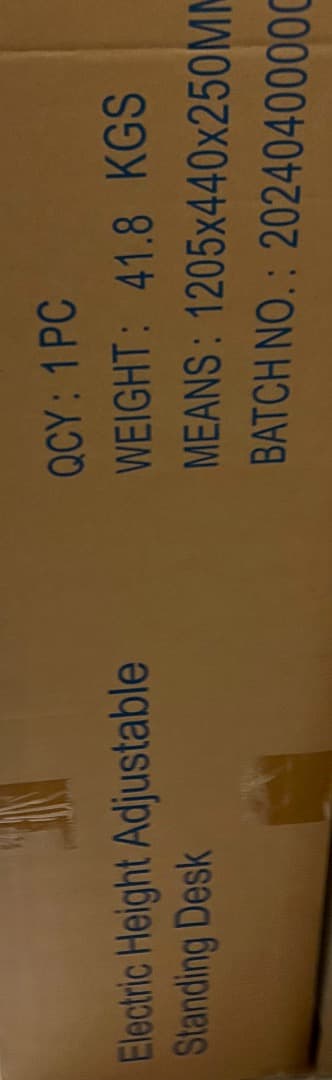 Electric Height Adjustable
Standing Desk
QCY : 1 PC
WEIGHT : 41.8 KGS
MEANS : 1205x440x250MM
BATCH NO. : 20240400000